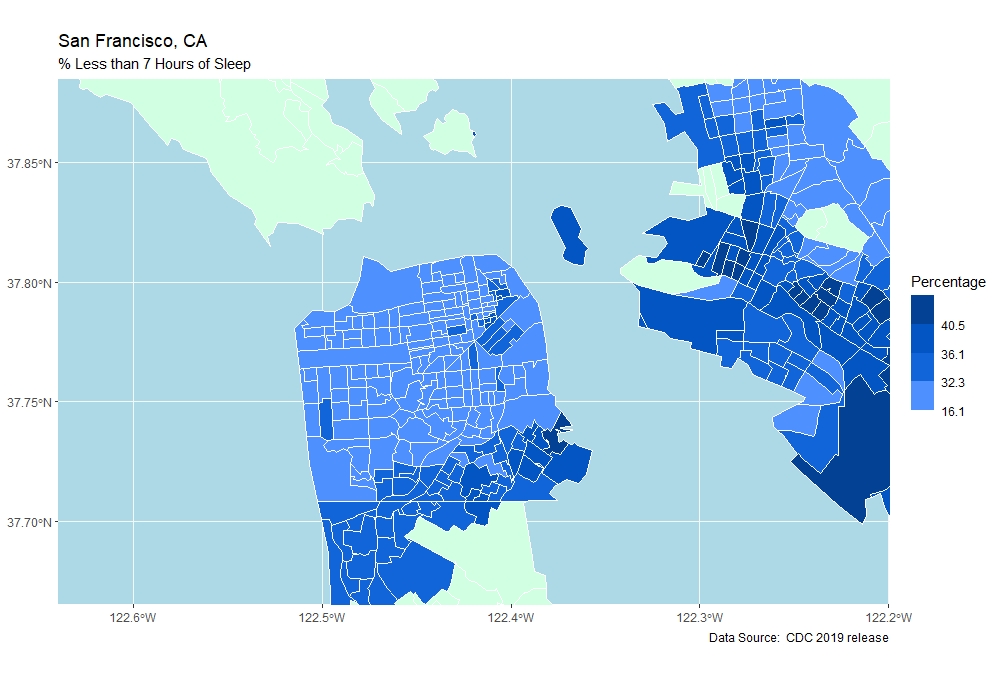 San Francisco, CA
% Less than 7 Hours of Sleep
37.85°N
37.80°N
37.75°N
37.70°N
122.6°W
122.5°W
122.4°W
122.3°W
122.2°W
Percentage
40.5
36.1
32.3
16.1
Data Source:  CDC 2019 release